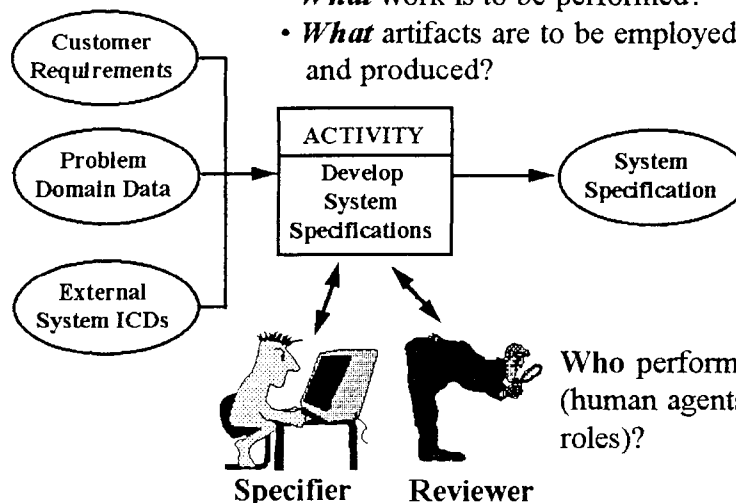 What work is to be performed?
• What artifacts are to be employed
and produced?
Customer
Requirements
Problem
Domain Data
External
System ICDs
ACTIVITY
Develop
System
Specifications
System
Specification
Who perform
(human agents
roles)?
Specifier
Reviewer